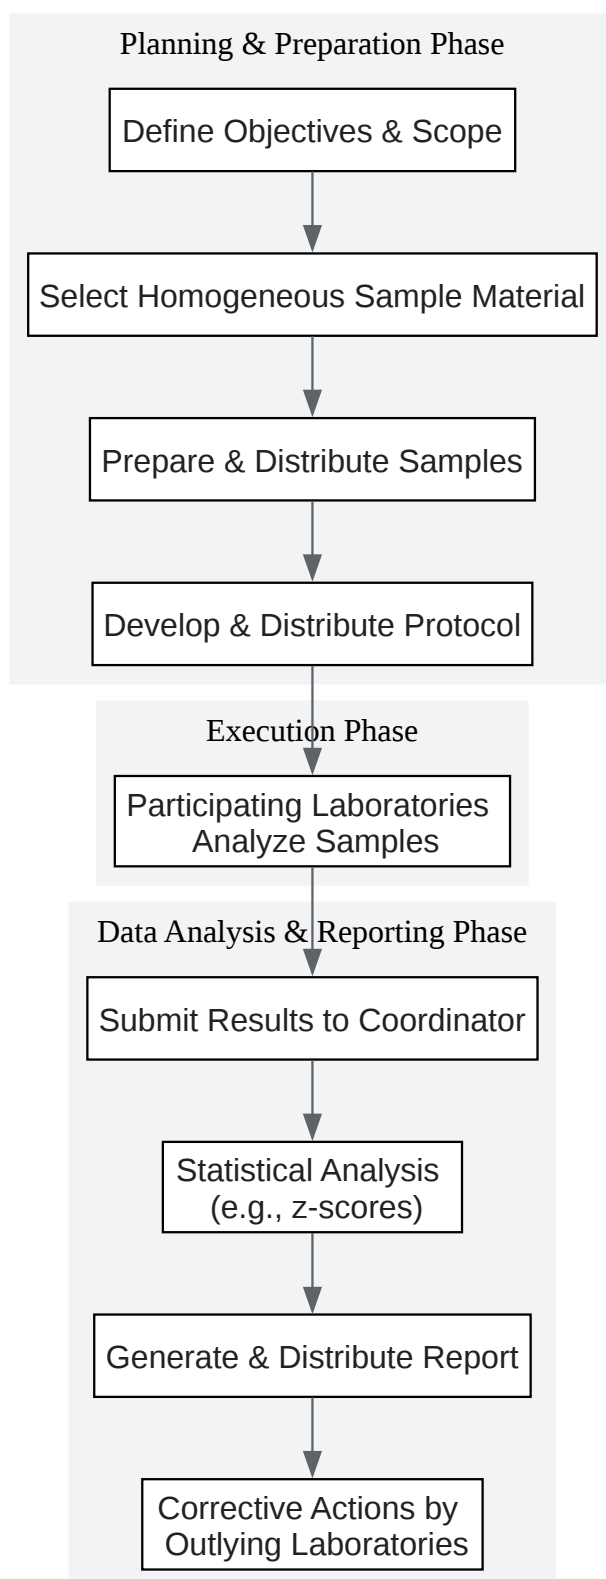 Planning & Preparation Phase
Define Objectives & Scope
Select Homogeneous Sample Material
Prepare & Distribute Samples
Develop & Distribute Protocol
Execution Phase
Participating Laboratories
Analyze Samples
Data Analysis & Reporting Phase
Submit Results to Coordinator
Statistical Analysis
(e.g., z-scores)
Generate & Distribute Report
Corrective Actions by
Outlying Laboratories